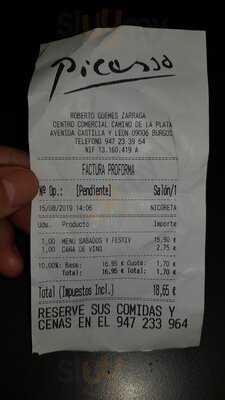 Picasso
ROBERTO GUEMES ZARRAGA
CENTRO COMERCIAL CAMINO DE LA PLATA
AVENIDA CASTILLA Y LEON 09006 BURGOS
TELEFONO 947 23 39 64
NIF 13.160.419 A
FACTURA PROFORMA
Nº Op.: [Pendiente] Salón/1
15/08/2019 14:06 NICORETA
Uds. Producto Importe
1,00 MENU SABADOS Y FESTIV 15,90 €
1,00 CARA DE VINO 2,75 €
10,00% Base: 16,95 € Cuota: 1,70 €
Total: 16,95 € Total: 1,70 €
Total (Impuestos Incl.) 18,65 €
RESERVE SUS COMIDAS Y
CENAS EN EL 947 233 964